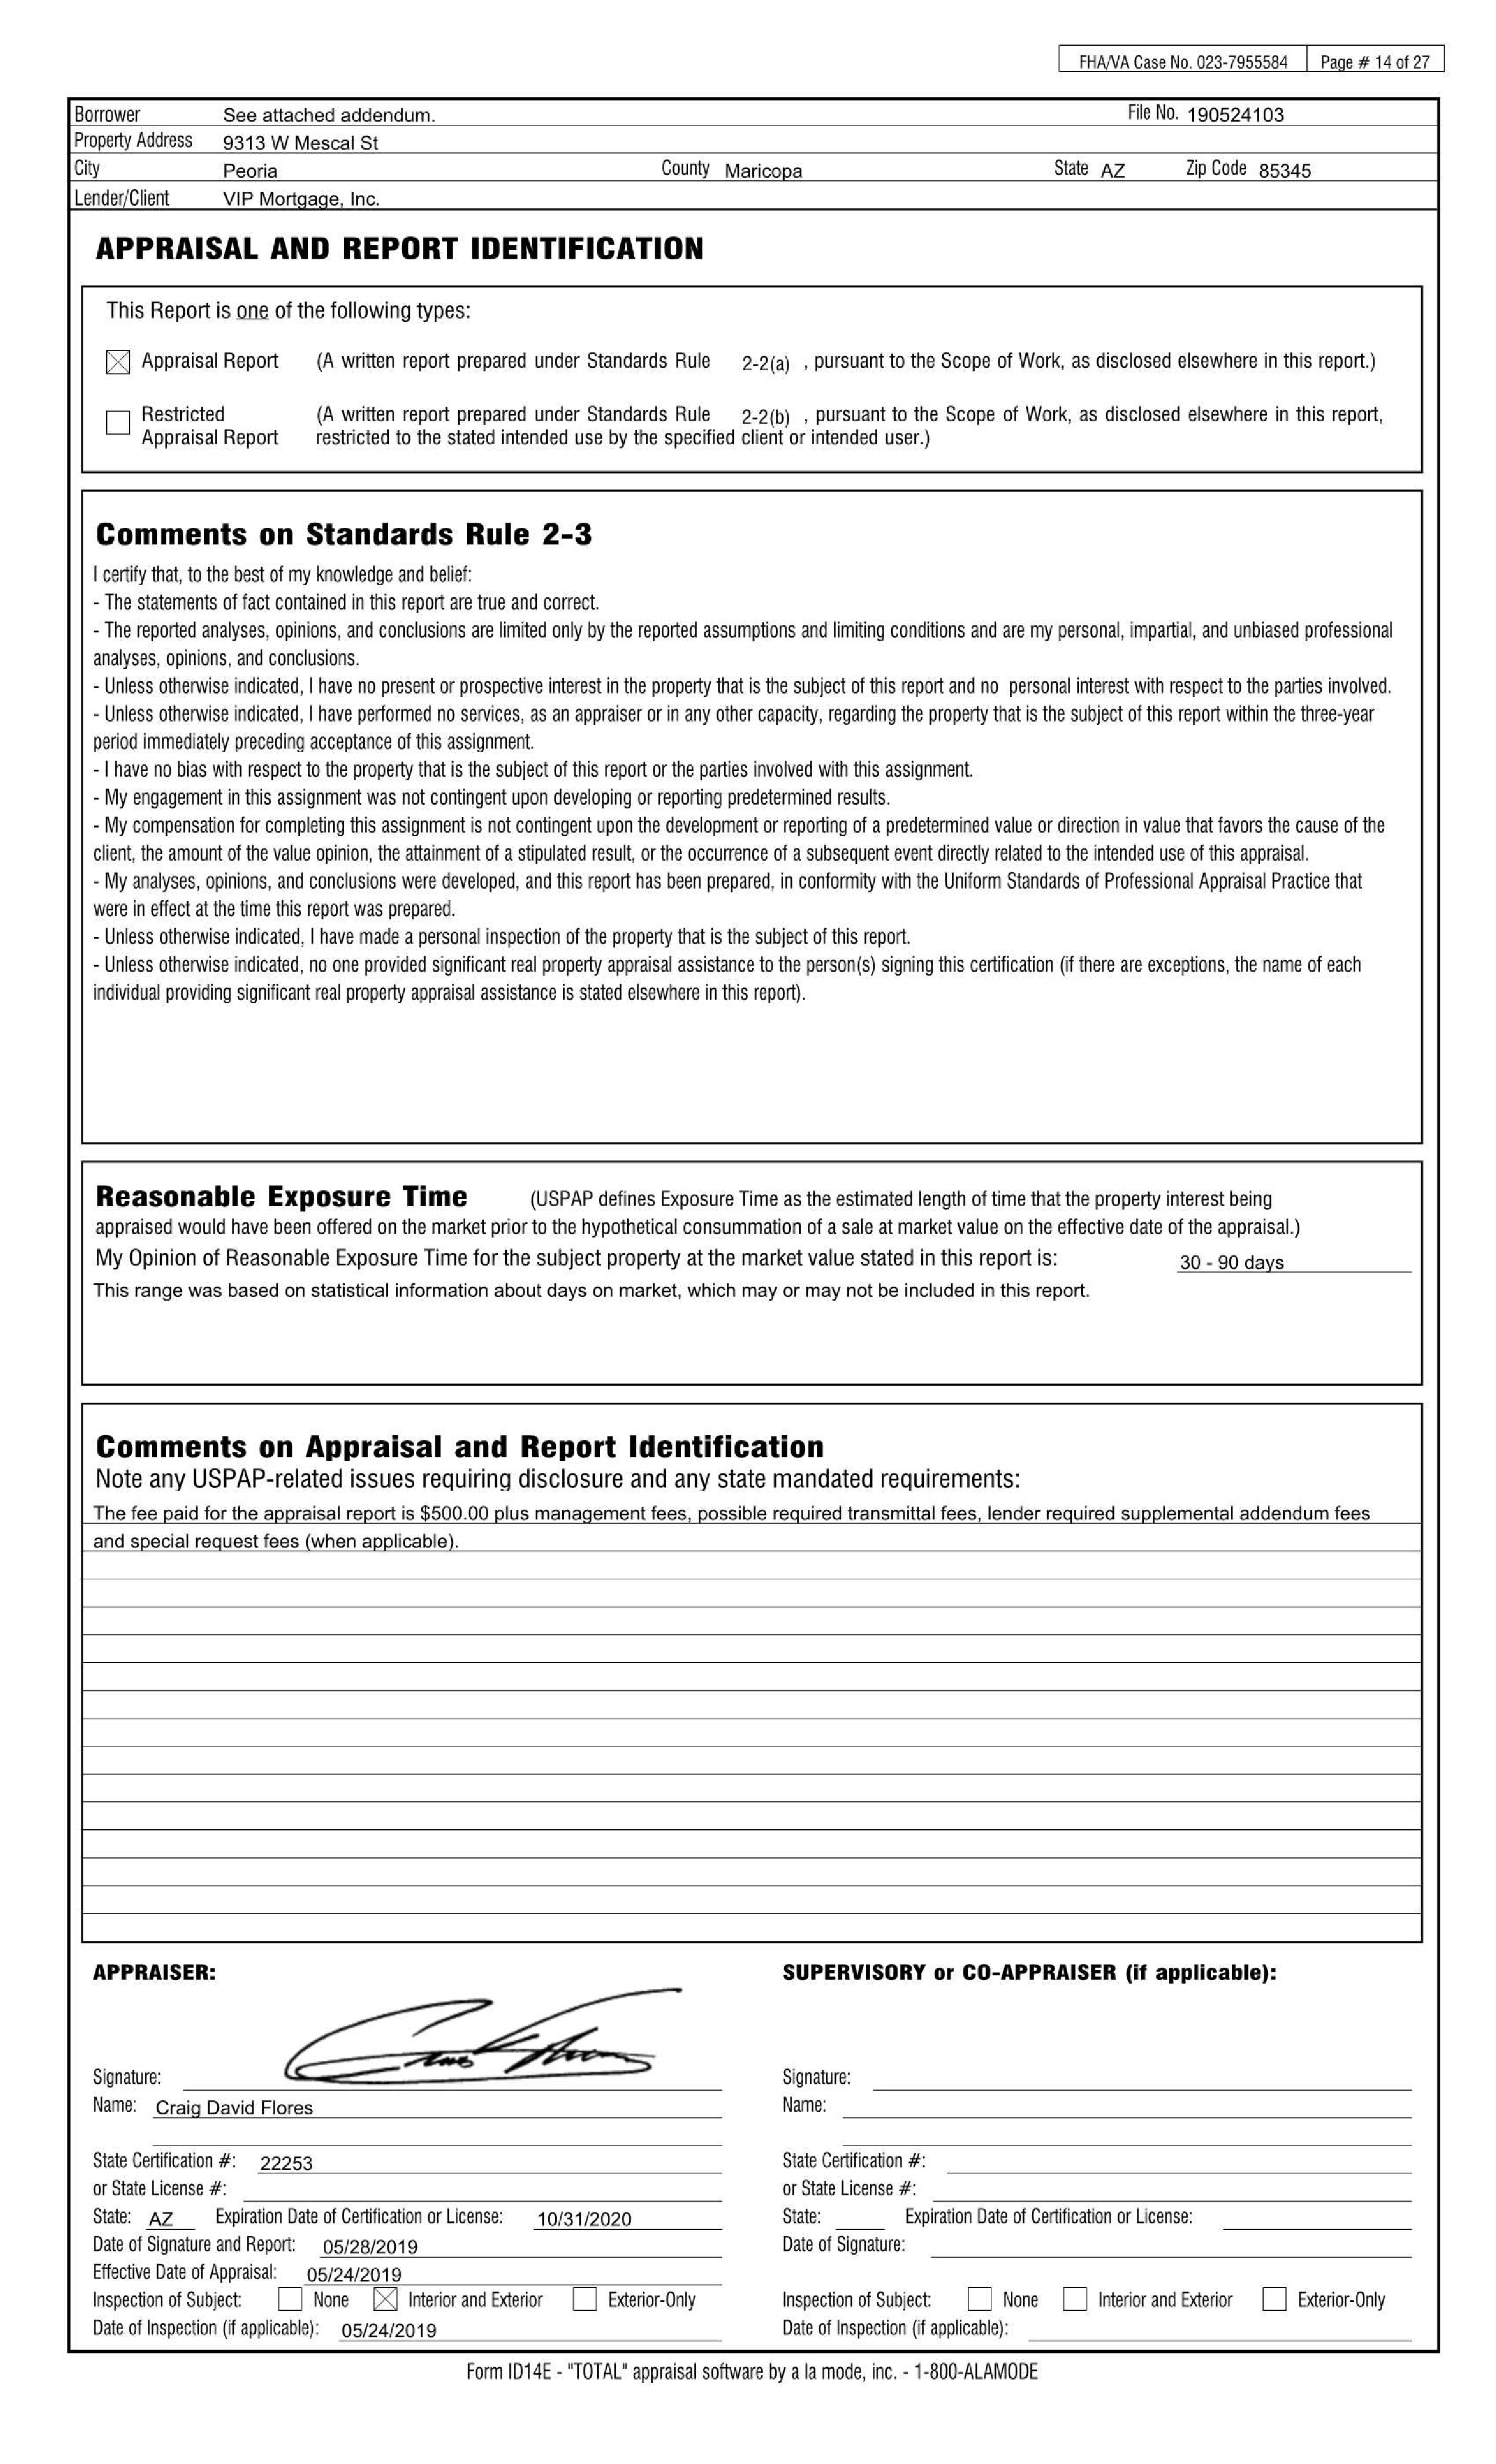 FHA/VA Case No. 023-7955584 Page # 14 of 27
Borrower See attached addendum. File No. 190524103
Property Address 9313 W Mescal St
City Peoria County Maricopa State AZ Zip Code 85345
Lender/Client VIP Mortgage, Inc.
APPRAISAL AND REPORT IDENTIFICATION
This Report is one of the following types:
Appraisal Report (A written report prepared under Standards Rule 2-2(a) , pursuant to the Scope of Work, as disclosed elsewhere in this report.)
Restricted (A written report prepared under Standards Rule 2-2(b) , pursuant to the Scope of Work, as disclosed elsewhere in this report,
Appraisal Report restricted to the stated intended use by the specified client or intended user.)
Comments on Standards Rule 2-3
I certify that, to the best of my knowledge and belief:
- The statements of fact contained in this report are true and correct.
- The reported analyses, opinions, and conclusions are limited only by the reported assumptions and limiting conditions and are my personal, impartial, and unbiased professional
analyses, opinions, and conclusions.
- Unless otherwise indicated, I have no present or prospective interest in the property that is the subject of this report and no personal interest with respect to the parties involved.
- Unless otherwise indicated, I have performed no services, as an appraiser or in any other capacity, regarding the property that is the subject of this report within the three-year
period immediately preceding acceptance of this assignment.
- I have no bias with respect to the property that is the subject of this report or the parties involved with this assignment.
- My engagement in this assignment was not contingent upon developing or reporting predetermined results.
- My compensation for completing this assignment is not contingent upon the development or reporting of a predetermined value or direction in value that favors the cause of the
client, the amount of the value opinion, the attainment of a stipulated result, or the occurrence of a subsequent event directly related to the intended use of this appraisal.
- My analyses, opinions, and conclusions were developed, and this report has been prepared, in conformity with the Uniform Standards of Professional Appraisal Practice that
were in effect at the time this report was prepared.
- Unless otherwise indicated, I have made a personal inspection of the property that is the subject of this report.
- Unless otherwise indicated, no one provided significant real property appraisal assistance to the person(s) signing this certification (if there are exceptions, the name of each
individual providing significant real property appraisal assistance is stated elsewhere in this report).
Reasonable Exposure Time (USPAP defines Exposure Time as the estimated length of time that the property interest being
appraised would have been offered on the market prior to the hypothetical consummation of a sale at market value on the effective date of the appraisal.)
My Opinion of Reasonable Exposure Time for the subject property at the market value stated in this report is: 30 - 90 days
This range was based on statistical information about days on market, which may or may not be included in this report.
Comments on Appraisal and Report Identification
Note any USPAP-related issues requiring disclosure and any state mandated requirements:
The fee paid for the appraisal report is $500.00 plus management fees, possible required transmittal fees, lender required supplemental addendum fees
and special request fees (when applicable).
APPRAISER: SUPERVISORY or CO-APPRAISER (if applicable):
Signature: Signature:
Name: Craig David Flores Name:
State Certification #: 22253 State Certification #:
or State License #: or State License #:
State: AZ Expiration Date of Certification or License: 10/31/2020 State: Expiration Date of Certification or License:
Date of Signature and Report: 05/28/2019 Date of Signature:
Effective Date of Appraisal: 05/24/2019
Inspection of Subject: None Interior and Exterior Exterior-Only Inspection of Subject: None Interior and Exterior Exterior-Only
Date of Inspection (if applicable): 05/24/2019 Date of Inspection (if applicable):
Form ID14E - "TOTAL" appraisal software by a la mode, inc. - 1-800-ALAMODE